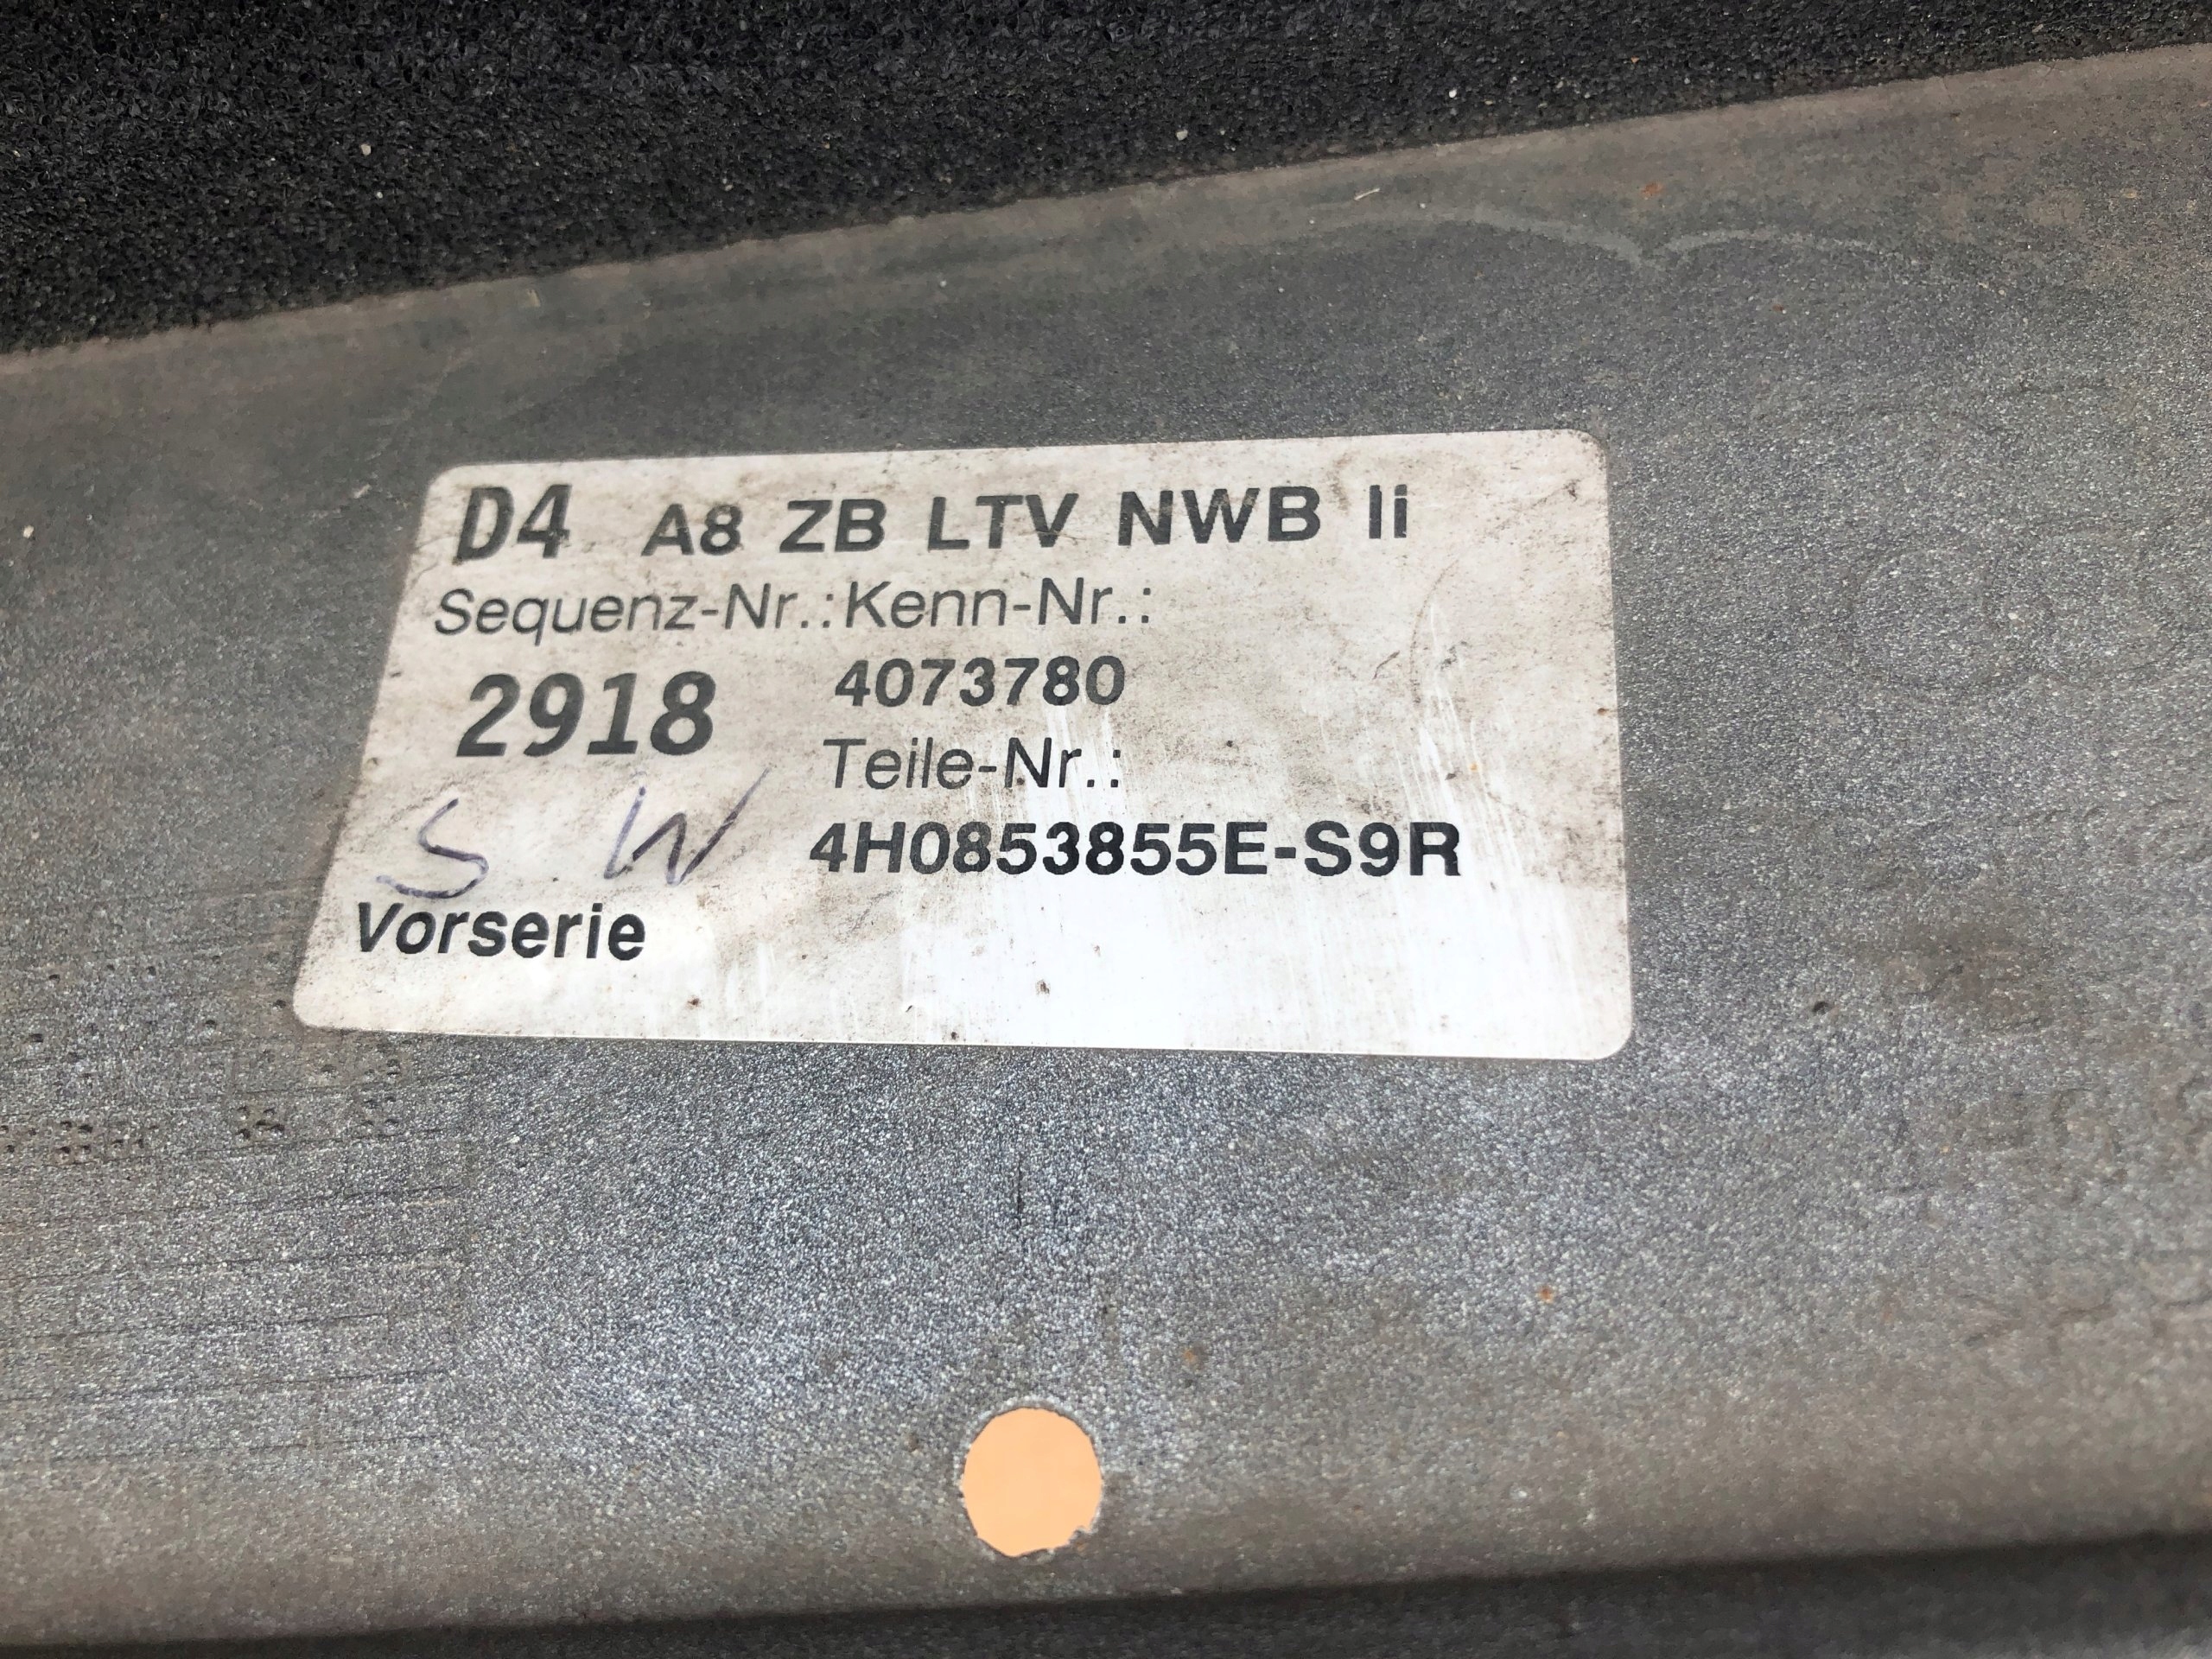 D4 A8 ZB LTV NWB li
Sequenz-Nr.: Kenn-Nr.:
2918 4073780
Teile-Nr.:
S W 4H0853855E-S9R
Vorserie